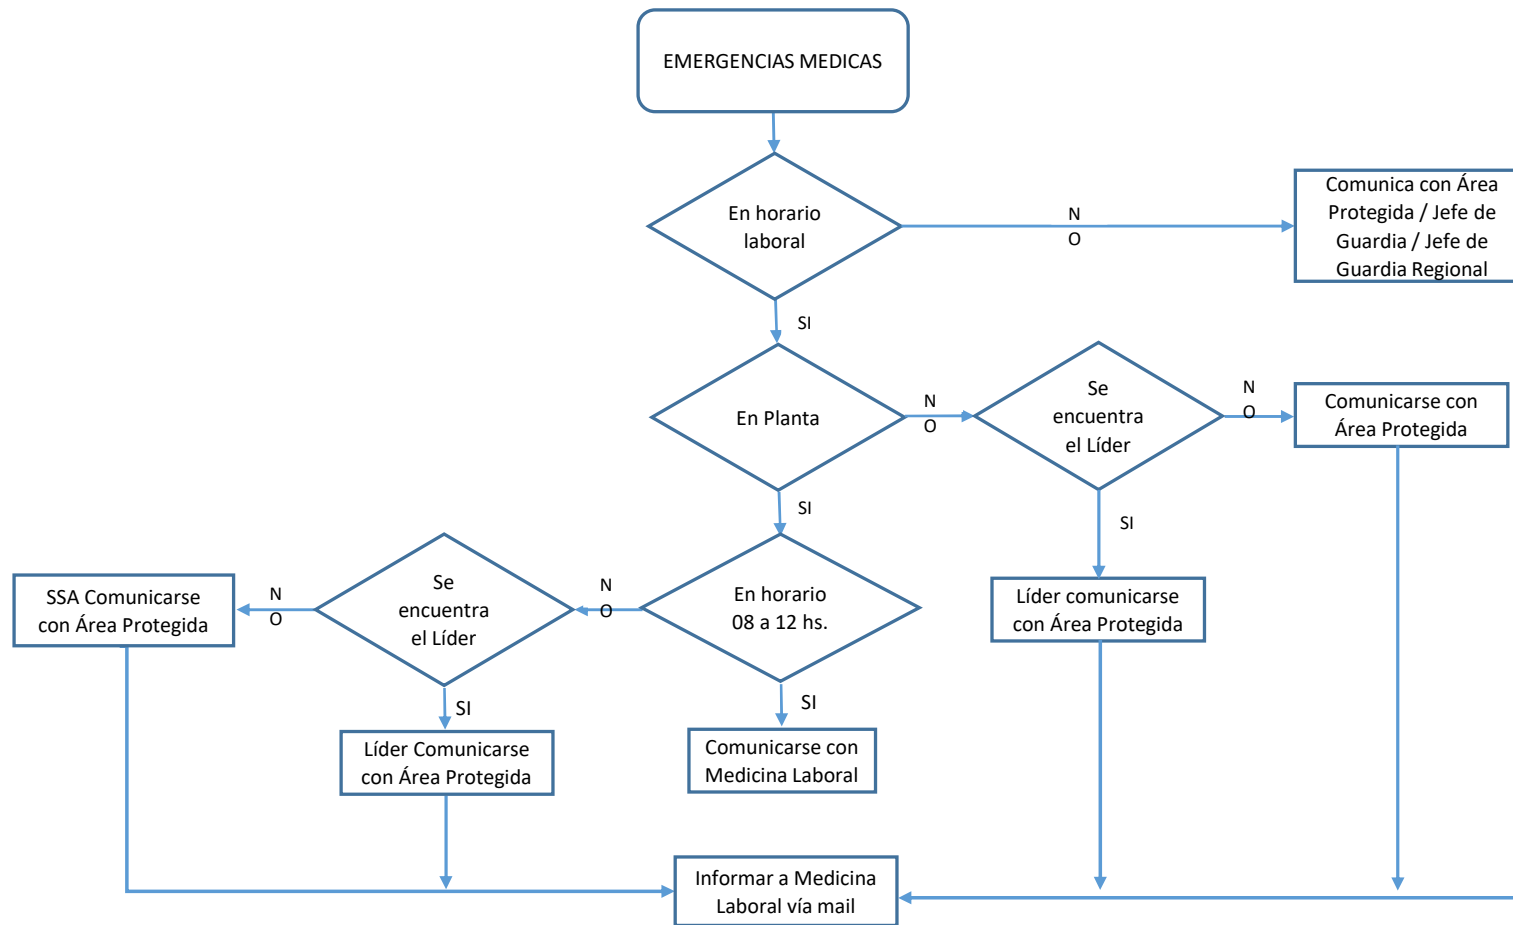 EMERGENCIAS MEDICAS
En horario
laboral
N
O
Comunica con Área
Protegida / Jefe de
Guardia / Jefe de
Guardia Regional
SI
En Planta
N
O
Se
encuentra
el Líder
N
O
Comunicarse con
Área Protegida
SI
SI
Líder comunicarse
con Área Protegida
En horario
08 a 12 hs.
N
O
Se
encuentra
el Líder
N
O
SSA Comunicarse
con Área Protegida
SI
SI
Líder Comunicarse
con Área Protegida
Comunicarse con
Medicina Laboral
Informar a Medicina
Laboral vía mail